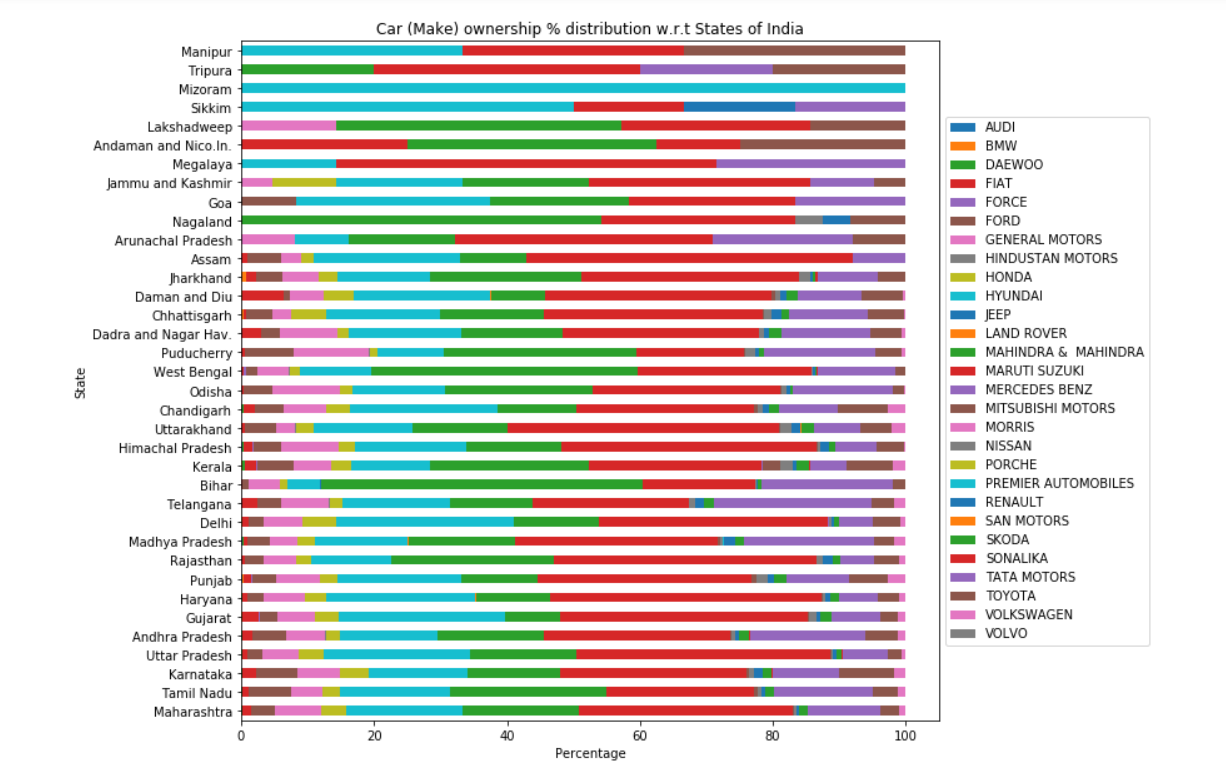 Car (Make) ownership % distribution w.r.t States of India
Manipur
Tripura
Mizoram
Sikkim
Lakshadweep
Andaman and Nico.In.
Megalaya
Jammu and Kashmir
Goa
Nagaland
Arunachal Pradesh
Assam
Jharkhand
Daman and Diu
Chhattisgarh
Dadra and Nagar Hav.
Puducherry
West Bengal
Odisha
Chandigarh
Uttarakhand
Himachal Pradesh
Kerala
Bihar
Telangana
Delhi
Madhya Pradesh
Rajasthan
Punjab
Haryana
Gujarat
Andhra Pradesh
Uttar Pradesh
Karnataka
Tamil Nadu
Maharashtra
State
0 20 40 60 80 100
Percentage
AUDI
BMW
DAEWOO
FIAT
FORCE
FORD
GENERAL MOTORS
HINDUSTAN MOTORS
HONDA
HYUNDAI
JEEP
LAND ROVER
MAHINDRA &  MAHINDRA
MARUTI SUZUKI
MERCEDES BENZ
MITSUBISHI MOTORS
MORRIS
NISSAN
PORCHE
PREMIER AUTOMOBILES
RENAULT
SAN MOTORS
SKODA
SONALIKA
TATA MOTORS
TOYOTA
VOLKSWAGEN
VOLVO